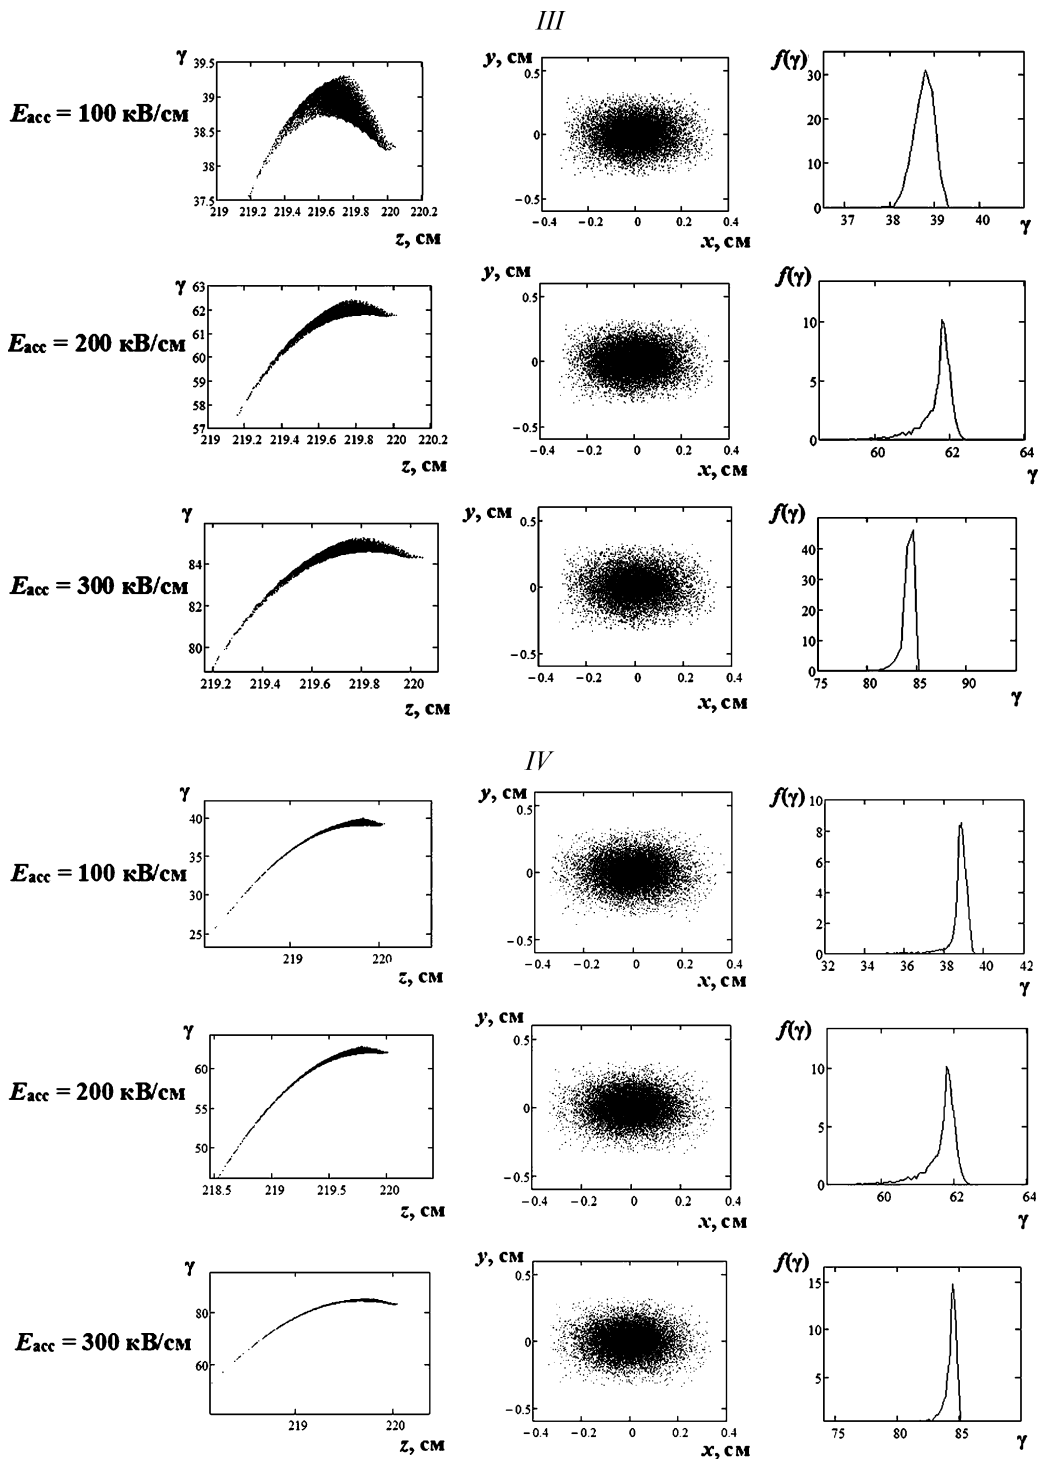 III
E_acc = 100 кВ/см
γ
39.5
39
38.5
38
37.5
219 219.2 219.4 219.6 219.8 220 220.2
z, см
y, см
0.5
0
−0.5
−0.4 −0.2 0 0.2 0.4
x, см
f(γ)
30
20
10
0
37 38 39 40
γ
E_acc = 200 кВ/см
γ
63
62
61
60
59
58
57
219 219.2 219.4 219.6 219.8 220 220.2
z, см
y, см
0.5
0
−0.5
−0.4 −0.2 0 0.2 0.4
x, см
f(γ)
10
5
0
60 62 64
γ
E_acc = 300 кВ/см
γ
84
82
80
219.2 219.4 219.6 219.8 220
z, см
y, см
0.5
0
−0.5
−0.4 −0.2 0 0.2 0.4
x, см
f(γ)
40
30
20
10
0
75 80 85 90
γ
IV
E_acc = 100 кВ/см
γ
40
35
30
25
219 220
z, см
y, см
0.5
0
−0.5
−0.4 −0.2 0 0.2 0.4
x, см
f(γ)
10
8
6
4
2
0
32 34 36 38 40 42
γ
E_acc = 200 кВ/см
γ
60
55
50
218.5 219 219.5 220
z, см
y, см
0.5
0
−0.5
−0.4 −0.2 0 0.2 0.4
x, см
f(γ)
10
5
0
60 62 64
γ
E_acc = 300 кВ/см
γ
80
60
219 220
z, см
y, см
0.5
0
−0.5
−0.4 −0.2 0 0.2 0.4
x, см
f(γ)
15
10
5
75 80 85
γ